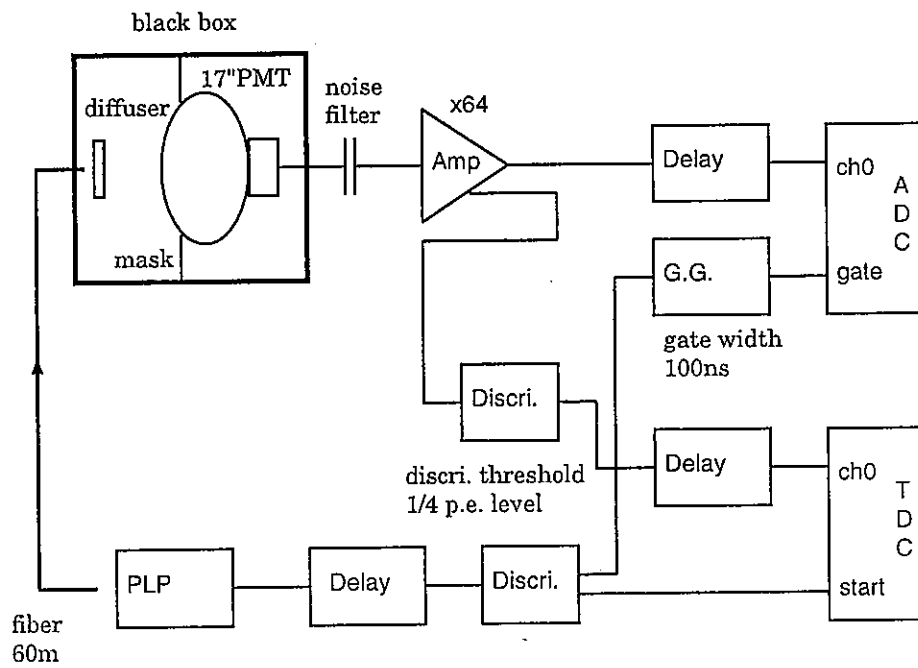 black box
17"PMT
diffuser
mask
noise
filter
x64
Amp
Delay
ch0
A
D
C
G.G.
gate
gate width
100ns
Discri.
discri. threshold
1/4 p.e. level
Delay
ch0
T
D
C
start
PLP
Delay
Discri.
fiber
60m